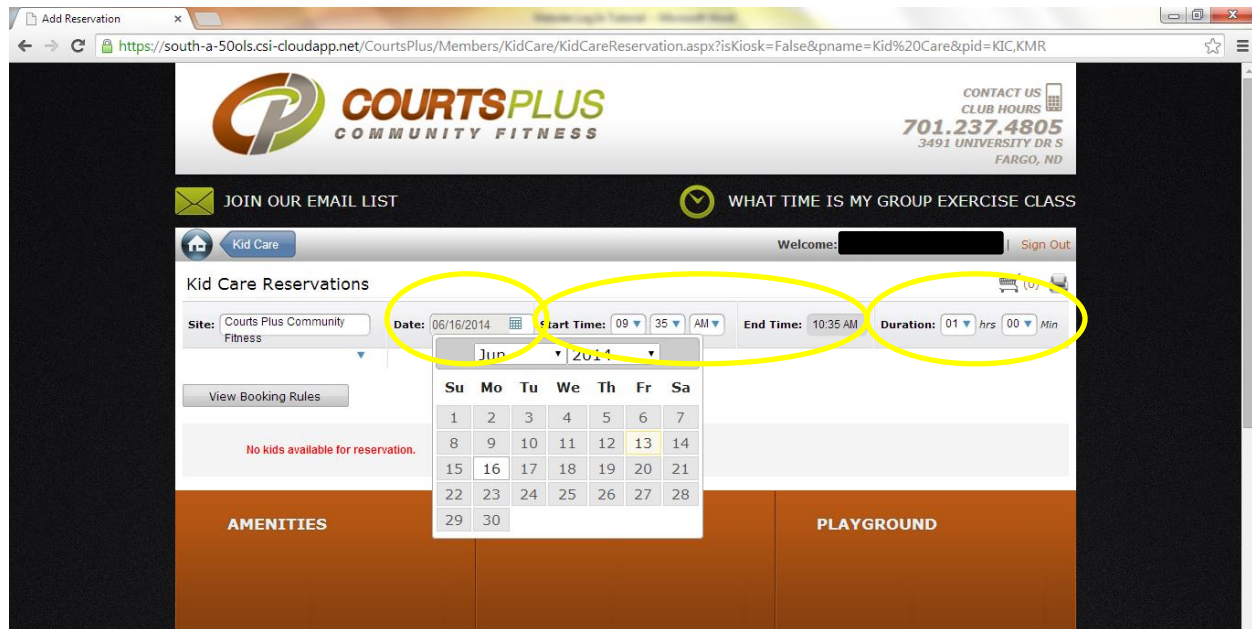 Add Reservation
https://south-a-50ols.csi-cloudapp.net/CourtsPlus/Members/KidCare/KidCareReservation.aspx?isKiosk=False&pname=Kid%20Care&pid=KIC,KMR
COURTSPLUS
COMMUNITY FITNESS
CONTACT US
CLUB HOURS
701.237.4805
3491 UNIVERSITY DR S
FARGO, ND
JOIN OUR EMAIL LIST
WHAT TIME IS MY GROUP EXERCISE CLASS
Kid Care
Welcome: | Sign Out
Kid Care Reservations
(0)
Site: Courts Plus Community Fitness Date: 06/16/2014 Start Time: 09 35 AM End Time: 10:35 AM Duration: 01 hrs 00 Min
Jun 2014
Su Mo Tu We Th Fr Sa
1 2 3 4 5 6 7
8 9 10 11 12 13 14
15 16 17 18 19 20 21
22 23 24 25 26 27 28
29 30
View Booking Rules
No kids available for reservation.
AMENITIES
PLAYGROUND